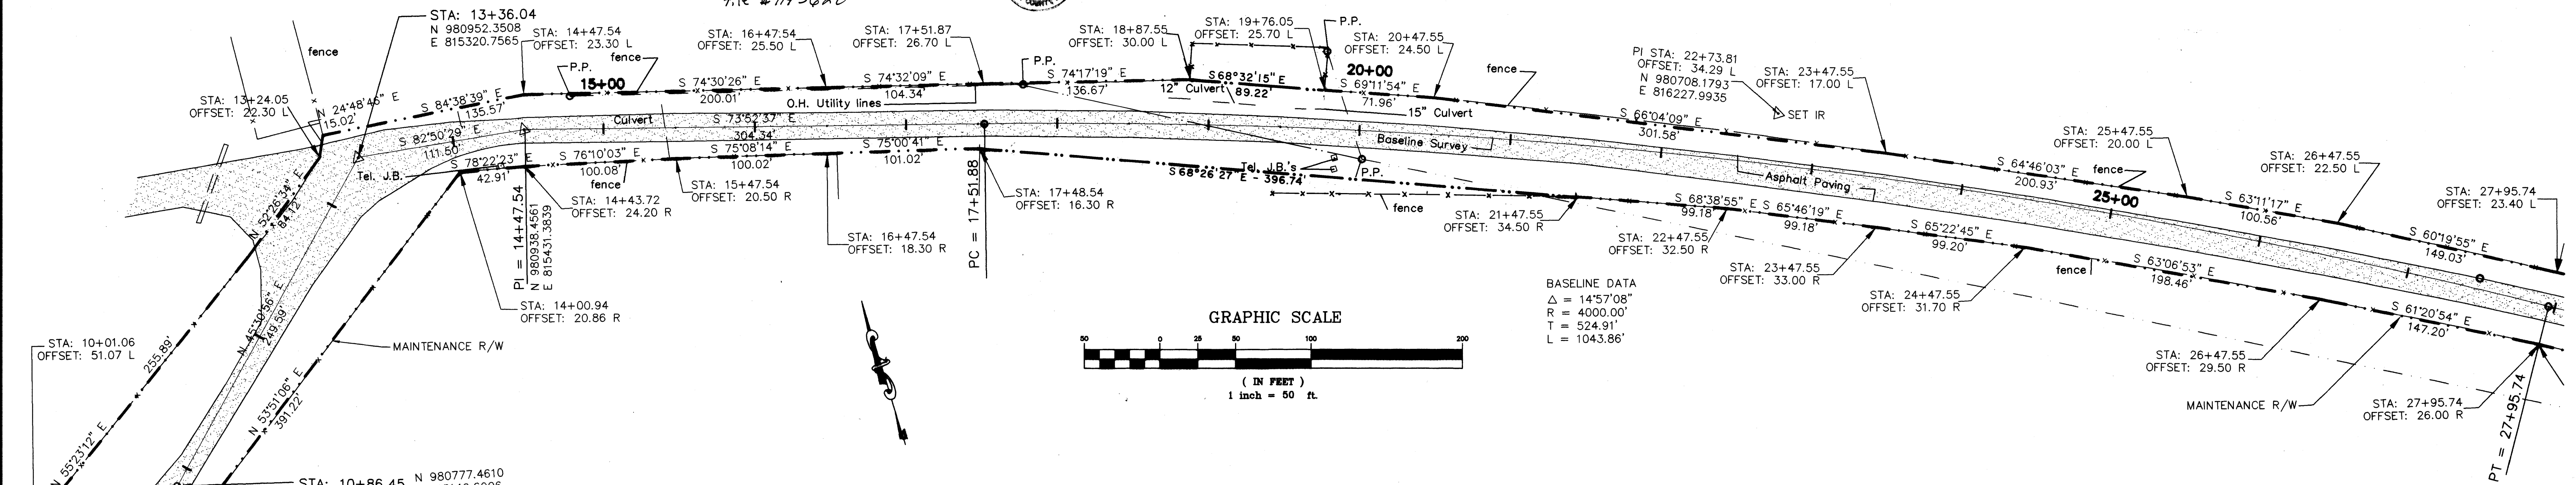 STA: 13+36.04
N 980952.3508
E 815320.7565
fence
STA: 14+47.54
OFFSET: 23.30 L
P.P.
fence
15+00
STA: 16+47.54
OFFSET: 25.50 L
STA: 17+51.87
OFFSET: 26.70 L
P.P.
STA: 18+87.55
OFFSET: 30.00 L
STA: 19+76.05
OFFSET: 25.70 L
P.P.
STA: 20+47.55
OFFSET: 24.50 L
20+00
fence
PI STA: 22+73.81
OFFSET: 34.29 L
N 980708.1793
E 816227.9935
SET IR
STA: 23+47.55
OFFSET: 17.00 L
STA: 25+47.55
OFFSET: 20.00 L
STA: 26+47.55
OFFSET: 22.50 L
STA: 27+95.74
OFFSET: 23.40 L
STA: 13+24.05
OFFSET: 22.30 L
N 24°48'46" E
15.02'
S 84°38'39" E
135.57'
S 74°30'26" E
200.01'
S 74°32'09" E
104.34'
O.H. Utility lines
S 74°17'19" E
136.67'
S68°32'15" E
89.22'
12" Culvert
S 69°11'54" E
71.96'
15" Culvert
S 66°04'09" E
301.58'
S 64°46'03" E
200.93'
fence
25+00
S 63°11'17" E
100.56'
S 60°19'55" E
149.03'
S 82°50'29" E
111.50'
Culvert
S 73°52'37" E
304.34'
Baseline Survey
Asphalt Paving
Tel. J.B.
S 78°22'23" E
42.91'
S 76°10'03" E
100.08'
fence
S 75°08'14" E
100.02'
S 75°00'41" E
101.02'
S68°26'27 E - 396.74'
Tel. J.B.'s
P.P.
fence
S 68°38'55" E
99.18'
S 65°46'19" E
99.18'
S 65°22'45" E
99.20'
S 63°06'53" E
198.46'
fence
S 61°20'54" E
147.20'
N 52°26'34" E
84.12'
PI = 14+47.54
N 980938.4561
E 815431.3839
STA: 14+43.72
OFFSET: 24.20 R
STA: 15+47.54
OFFSET: 20.50 R
STA: 16+47.54
OFFSET: 18.30 R
PC = 17+51.88
STA: 17+48.54
OFFSET: 16.30 R
STA: 21+47.55
OFFSET: 34.50 R
STA: 22+47.55
OFFSET: 32.50 R
STA: 23+47.55
OFFSET: 33.00 R
STA: 24+47.55
OFFSET: 31.70 R
STA: 26+47.55
OFFSET: 29.50 R
STA: 27+95.74
OFFSET: 26.00 R
MAINTENANCE R/W
PT = 27+95.74
STA: 14+00.94
OFFSET: 20.86 R
MAINTENANCE R/W
STA: 10+01.06
OFFSET: 51.07 L
255.89'
N 55°23'12" E
N 45°30'56" E
249.59'
N 53°51'06" E
391.22'
STA: 10+86.45
N 980777.4610
BASELINE DATA
△ = 14°57'08"
R = 4000.00'
T = 524.91'
L = 1043.86'
GRAPHIC SCALE
50 0 25 50 100 200
( IN FEET )
1 inch = 50 ft.